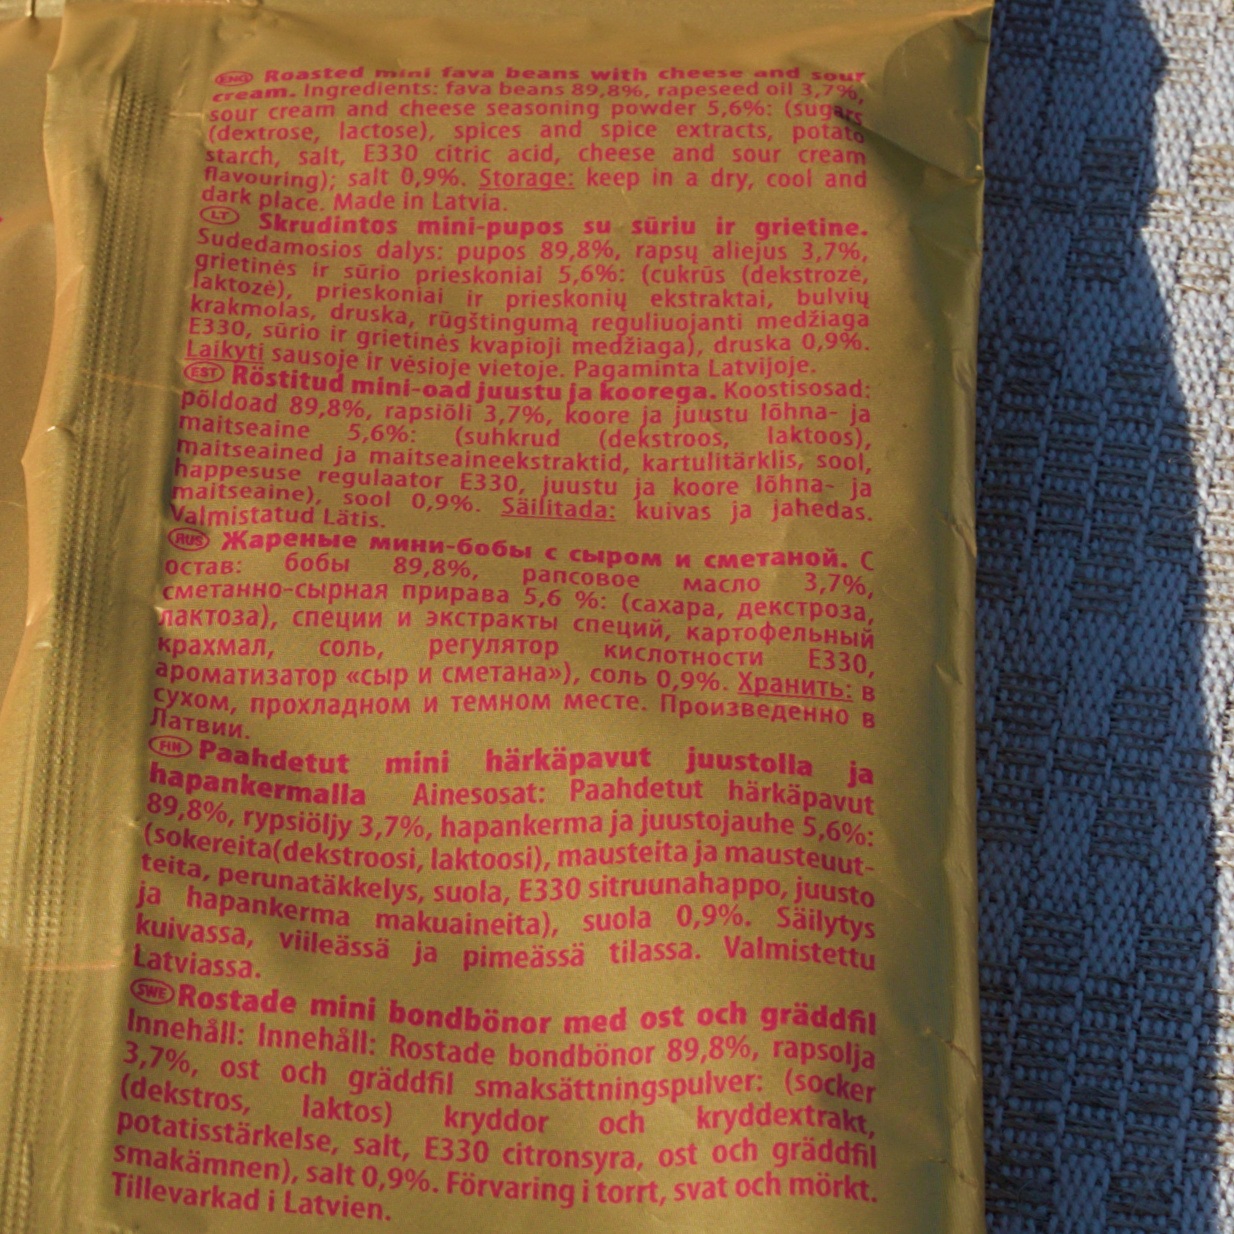 ENG Roasted mini fava beans with cheese and sour
cream. Ingredients: fava beans 89,8%, rapeseed oil 3,7%,
sour cream and cheese seasoning powder 5,6%: (sugars
(dextrose, lactose), spices and spice extracts, potato
starch, salt, E330 citric acid, cheese and sour cream
flavouring); salt 0,9%. Storage: keep in a dry, cool and
dark place. Made in Latvia.
LT Skrudintos mini-pupos su sūriu ir grietine.
Sudedamosios dalys: pupos 89,8%, rapsų aliejus 3,7%,
grietinės ir sūrio prieskoniai 5,6%: (cukrūs (dekstrozė,
laktozė), prieskoniai ir prieskonių ekstraktai, bulvių
krakmolas, druska, rūgštingumą reguliuojanti medžiaga
E330, sūrio ir grietinės kvapioji medžiaga), druska 0,9%.
Laikyti sausoje ir vėsioje vietoje. Pagaminta Latvijoje.
EST Röstitud mini-oad juustu ja koorega. Koostisosad:
põldoad 89,8%, rapsiõli 3,7%, koore ja juustu lõhna- ja
maitseaine 5,6%: (suhkrud (dekstroos, laktoos),
maitseained ja maitseaineekstraktid, kartulitärklis, sool,
happesuse regulaator E330, juustu ja koore lõhna- ja
maitseaine), sool 0,9%. Säilitada: kuivas ja jahedas.
Valmistatud Lätis.
RUS Жареные мини-бобы с сыром и сметаной. С
остав: бобы 89,8%, рапсовое масло 3,7%,
сметанно-сырная прирава 5,6 %: (сахара, декстроза,
лактоза), специи и экстракты специй, картофельный
крахмал, соль, регулятор кислотности E330,
ароматизатор «сыр и сметана»), соль 0,9%. Хранить: в
сухом, прохладном и темном месте. Произведенно в
Латвии.
FIN Paahdetut mini härkäpavut juustolla ja
hapankermalla Ainesosat: Paahdetut härkäpavut
89,8%, rypsiöljy 3,7%, hapankerma ja juustojauhe 5,6%:
(sokereita(dekstroosi, laktoosi), mausteita ja mausteuut-
teita, perunatäkkelys, suola, E330 sitruunahappo, juusto
ja hapankerma makuaineita), suola 0,9%. Säilytys
kuivassa, viileässä ja pimeässä tilassa. Valmistettu
Latviassa.
SWE Rostade mini bondbönor med ost och gräddfil
Innehåll: Innehåll: Rostade bondbönor 89,8%, rapsolja
3,7%, ost och gräddfil smaksättningspulver: (socker
(dekstros, laktos) kryddor och kryddextrakt,
potatisstärkelse, salt, E330 citronsyra, ost och gräddfil
smakämnen), salt 0,9%. Förvaring i torrt, svat och mörkt.
Tillevarkad i Latvien.